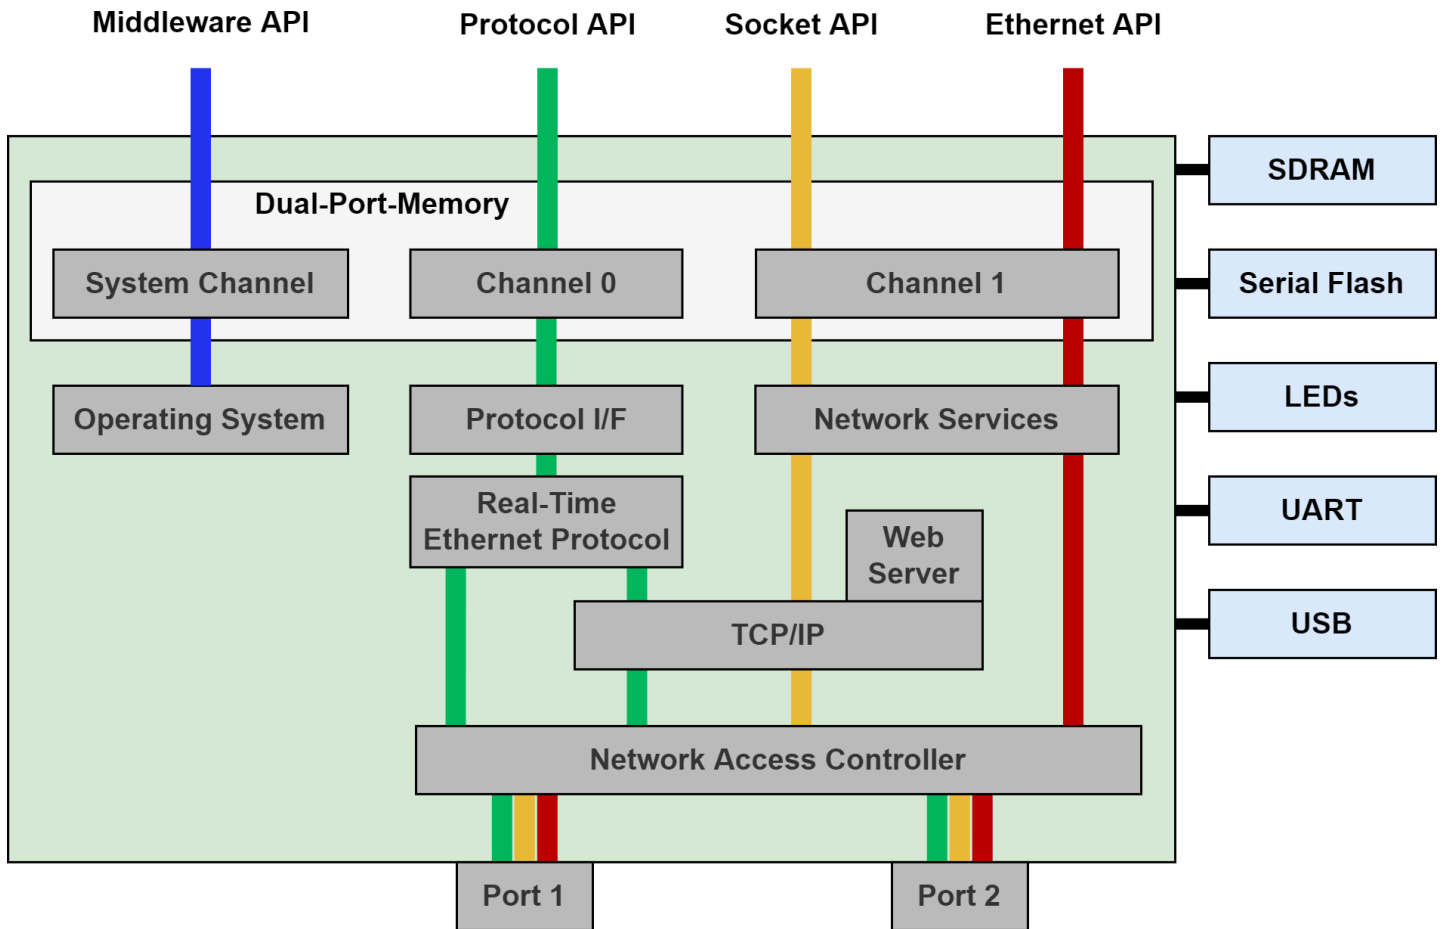 Middleware API
Protocol API
Socket API
Ethernet API
Dual-Port-Memory
System Channel
Channel 0
Channel 1
Operating System
Protocol I/F
Network Services
Real-Time
Ethernet Protocol
Web
Server
TCP/IP
Network Access Controller
Port 1
Port 2
SDRAM
Serial Flash
LEDs
UART
USB